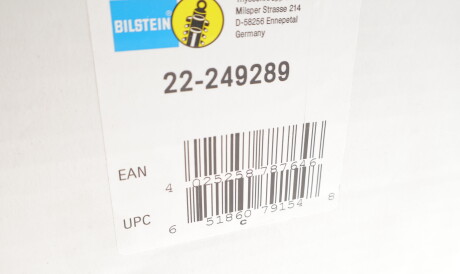 Milsper Strasse 214
BILSTEIN
D-58256 Ennepetal
Germany
22-249289
EAN
4 025258 787646
UPC
6 51860 79154 8
c